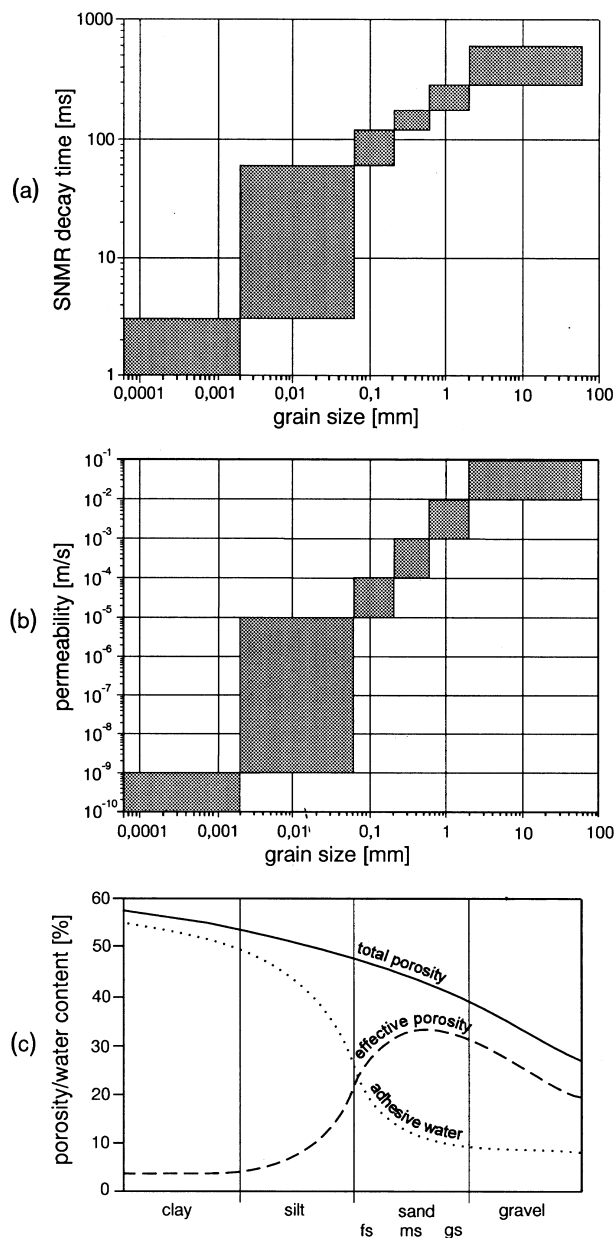 (a)
SNMR decay time [ms]
1000
100
10
1
0,0001 0,001 0,01 0,1 1 10 100
grain size [mm]
(b)
permeability [m/s]
10⁻¹
10⁻²
10⁻³
10⁻⁴
10⁻⁵
10⁻⁶
10⁻⁷
10⁻⁸
10⁻⁹
10⁻¹⁰
0,0001 0,001 0,01 0,1 1 10 100
grain size [mm]
(c)
porosity/water content [%]
60
50
40
30
20
10
0
total porosity
effective porosity
adhesive water
clay silt sand gravel
fs ms gs